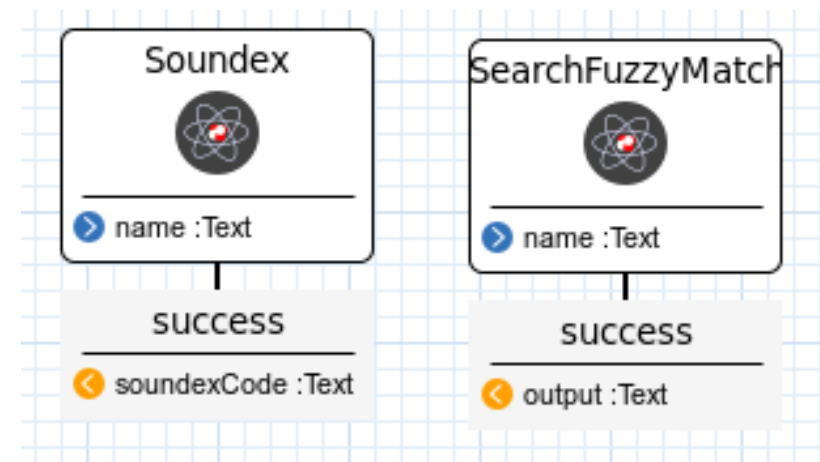 Soundex
name :Text
success
soundexCode :Text
SearchFuzzyMatch
name :Text
success
output :Text